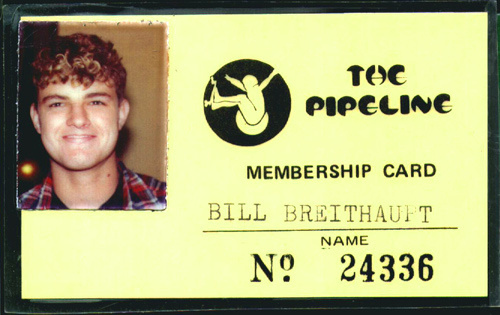 THE
PIPELINE
MEMBERSHIP CARD
BILL BREITHAUPT
NAME
Nº 24336